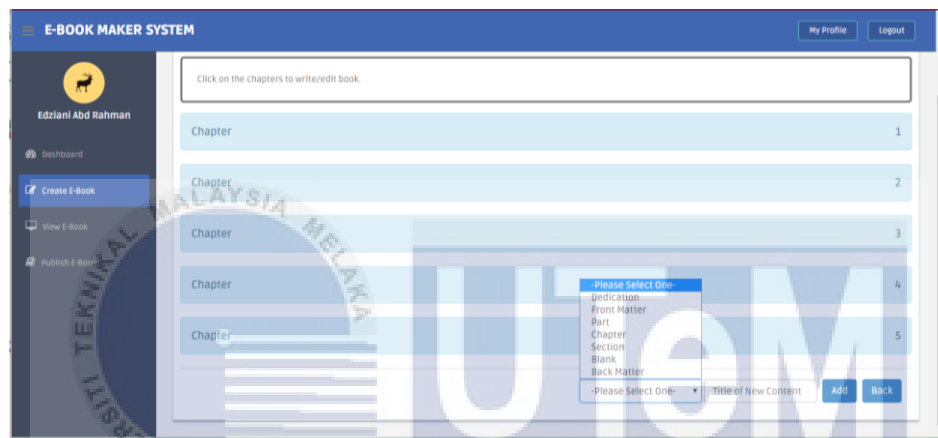 E-BOOK MAKER SYSTEM
My Profile
Logout
Edziani Abd Rahman
Dashboard
Create E-Book
View E-Book
Publish E-Book
Click on the chapters to write/edit book.
Chapter 1
Chapter 2
Chapter 3
Chapter 4
Chapter 5
-Please Select One-
Dedication
Front Matter
Part
Chapter
Section
Blank
Back Matter
-Please Select One-
Title of New Content
Add
Back
TEKNIKAL MALAYSIA MELAKA
UTeM